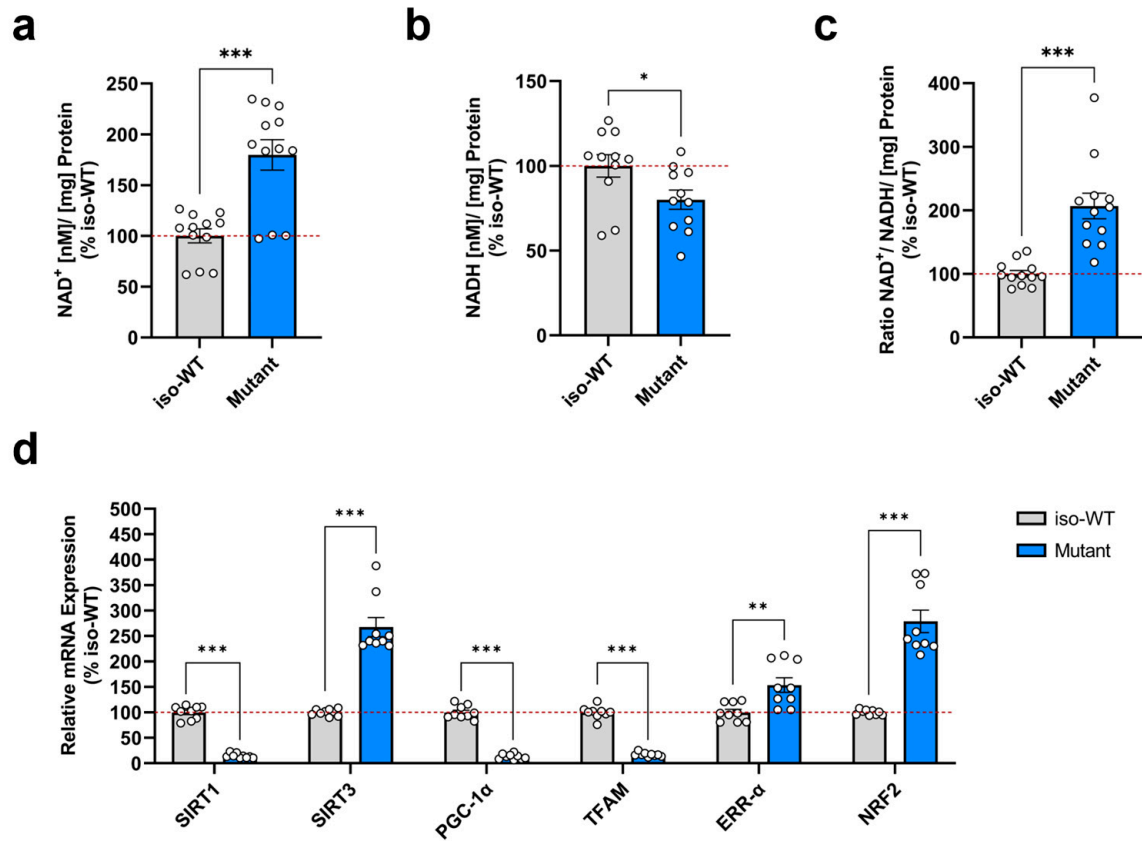 a
***
NAD+ [nM]/ [mg] Protein
(% iso-WT)
250
200
150
100
50
0
iso-WT
Mutant
b
*
NADH [nM]/ [mg] Protein
(% iso-WT)
150
100
50
0
iso-WT
Mutant
c
***
Ratio NAD+/ NADH/ [mg] Protein
(% iso-WT)
400
300
200
100
0
iso-WT
Mutant
d
Relative mRNA Expression
(% iso-WT)
500
450
400
350
300
250
200
150
100
50
0
***
***
***
***
**
***
SIRT1
SIRT3
PGC-1α
TFAM
ERR-α
NRF2
iso-WT
Mutant